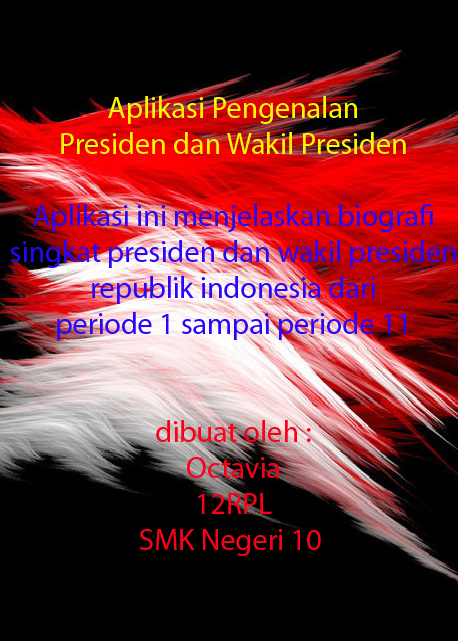 Aplikasi Pengenalan
Presiden dan Wakil Presiden
Aplikasi ini menjelaskan biografi
singkat presiden dan wakil presiden
republik indonesia dari
periode 1 sampai periode 11
dibuat oleh :
Octavia
12RPL
SMK Negeri 10